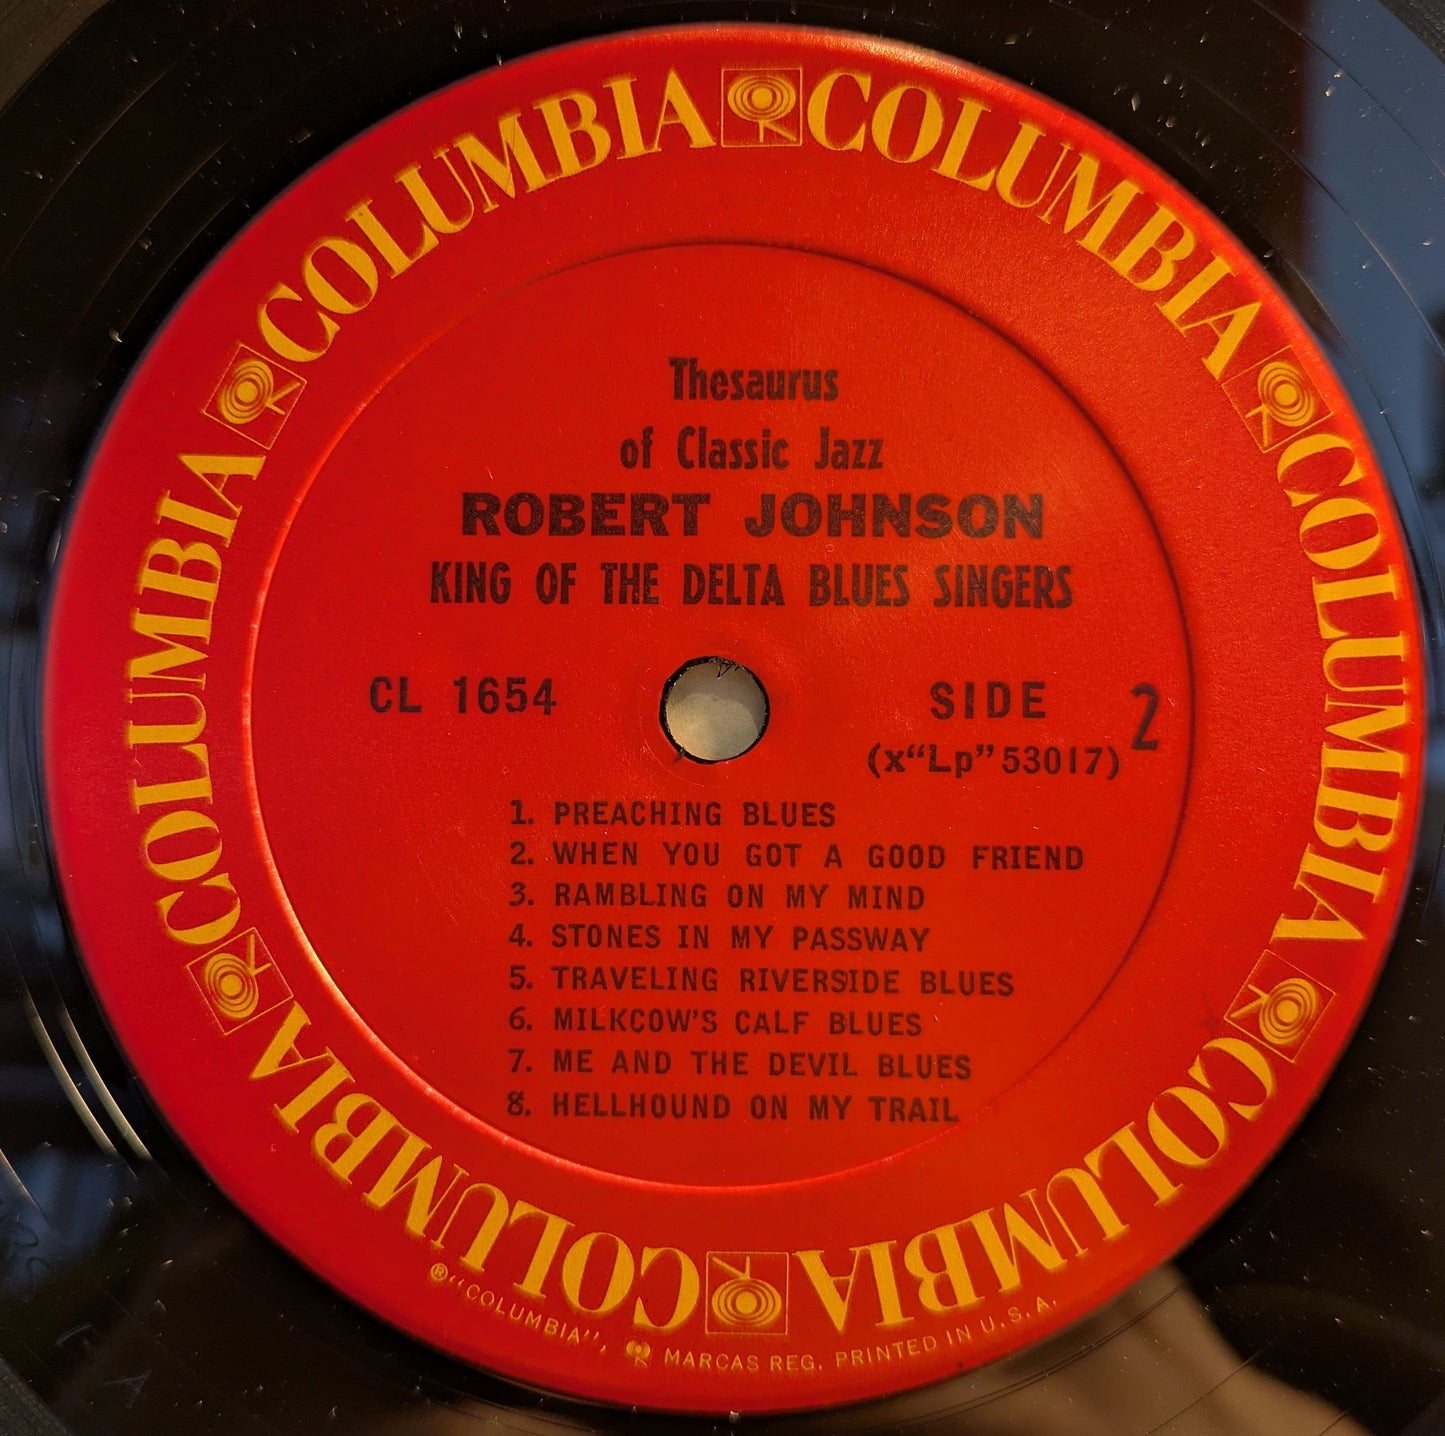 COLUMBIA COLUMBIA COLUMBIA COLUMBIA COLUMBIA COLUMBIA
Thesaurus
of Classic Jazz
ROBERT JOHNSON
KING OF THE DELTA BLUES SINGERS
CL 1654
SIDE 2
(x“Lp”53017)
1. PREACHING BLUES
2. WHEN YOU GOT A GOOD FRIEND
3. RAMBLING ON MY MIND
4. STONES IN MY PASSWAY
5. TRAVELING RIVERSIDE BLUES
6. MILKCOW'S CALF BLUES
7. ME AND THE DEVIL BLUES
8. HELLHOUND ON MY TRAIL
®“COLUMBIA”, MARCAS REG. PRINTED IN U.S.A.